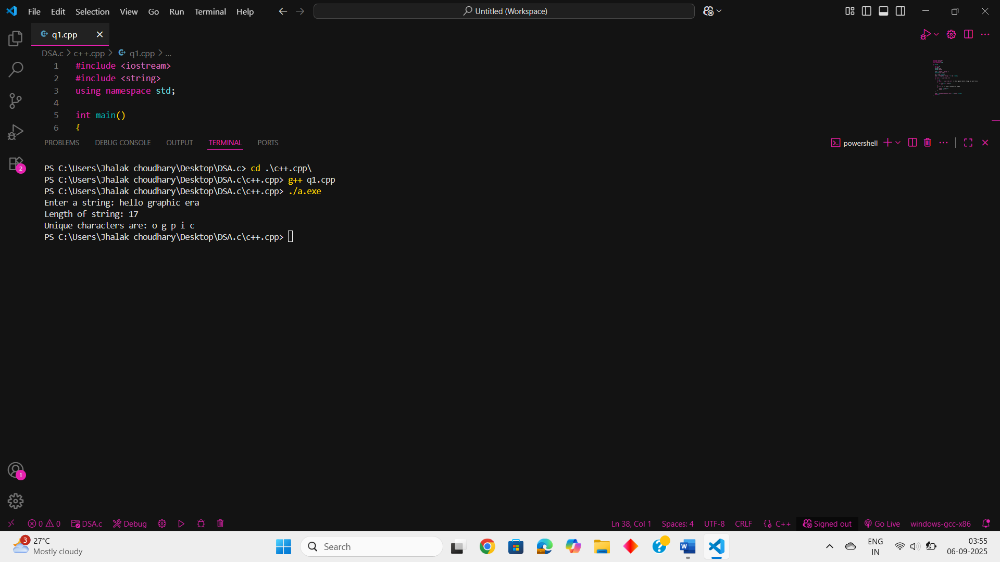 File Edit Selection View Go Run Terminal Help Untitled (Workspace)
q1.cpp
DSA.c > c++.cpp > q1.cpp > ...
1 #include <iostream>
2 #include <string>
3 using namespace std;
4
5 int main()
6 {
PROBLEMS DEBUG CONSOLE OUTPUT TERMINAL PORTS powershell
PS C:\Users\Jhalak choudhary\Desktop\DSA.c> cd .\c++.cpp\
PS C:\Users\Jhalak choudhary\Desktop\DSA.c\c++.cpp> g++ q1.cpp
PS C:\Users\Jhalak choudhary\Desktop\DSA.c\c++.cpp> ./a.exe
Enter a string: hello graphic era
Length of string: 17
Unique characters are: o g p i c
PS C:\Users\Jhalak choudhary\Desktop\DSA.c\c++.cpp>
2
1
0 0 DSA.c Debug Ln 38, Col 1 Spaces: 4 UTF-8 CRLF {} C++ Signed out Go Live windows-gcc-x86
3 27°C
Mostly cloudy
Search
ENG
IN
03:55
06-09-2025